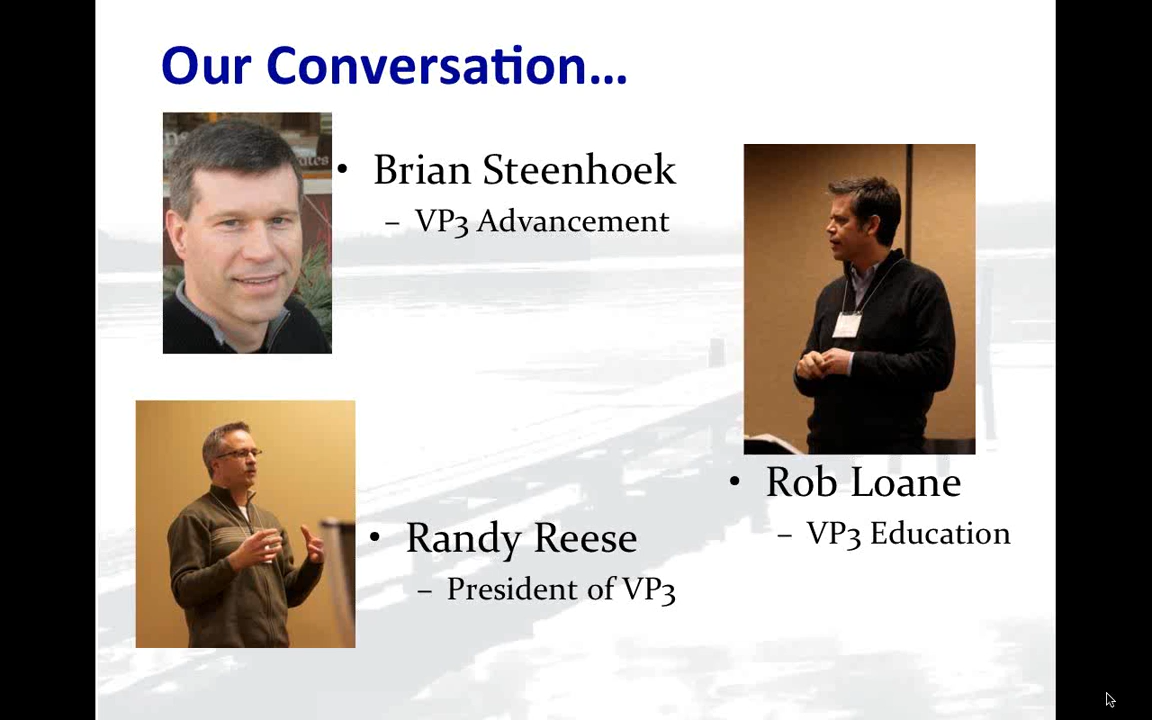 Our Conversation…
• Brian Steenhoek
– VP3 Advancement
• Rob Loane
– VP3 Education
• Randy Reese
– President of VP3